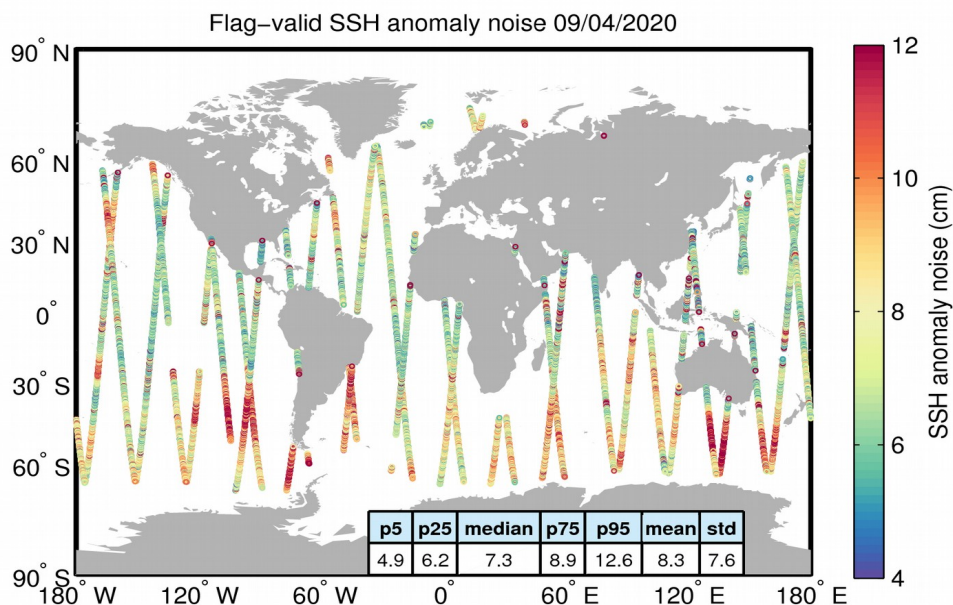 Flag−valid SSH anomaly noise 09/04/2020
90° N
60° N
30° N
0°
30° S
60° S
90° S
180° W
120° W
60° W
0°
60° E
120° E
180° E
p5 p25 median p75 p95 mean std
4.9 6.2 7.3 8.9 12.6 8.3 7.6
12
10
8
6
4
SSH anomaly noise (cm)